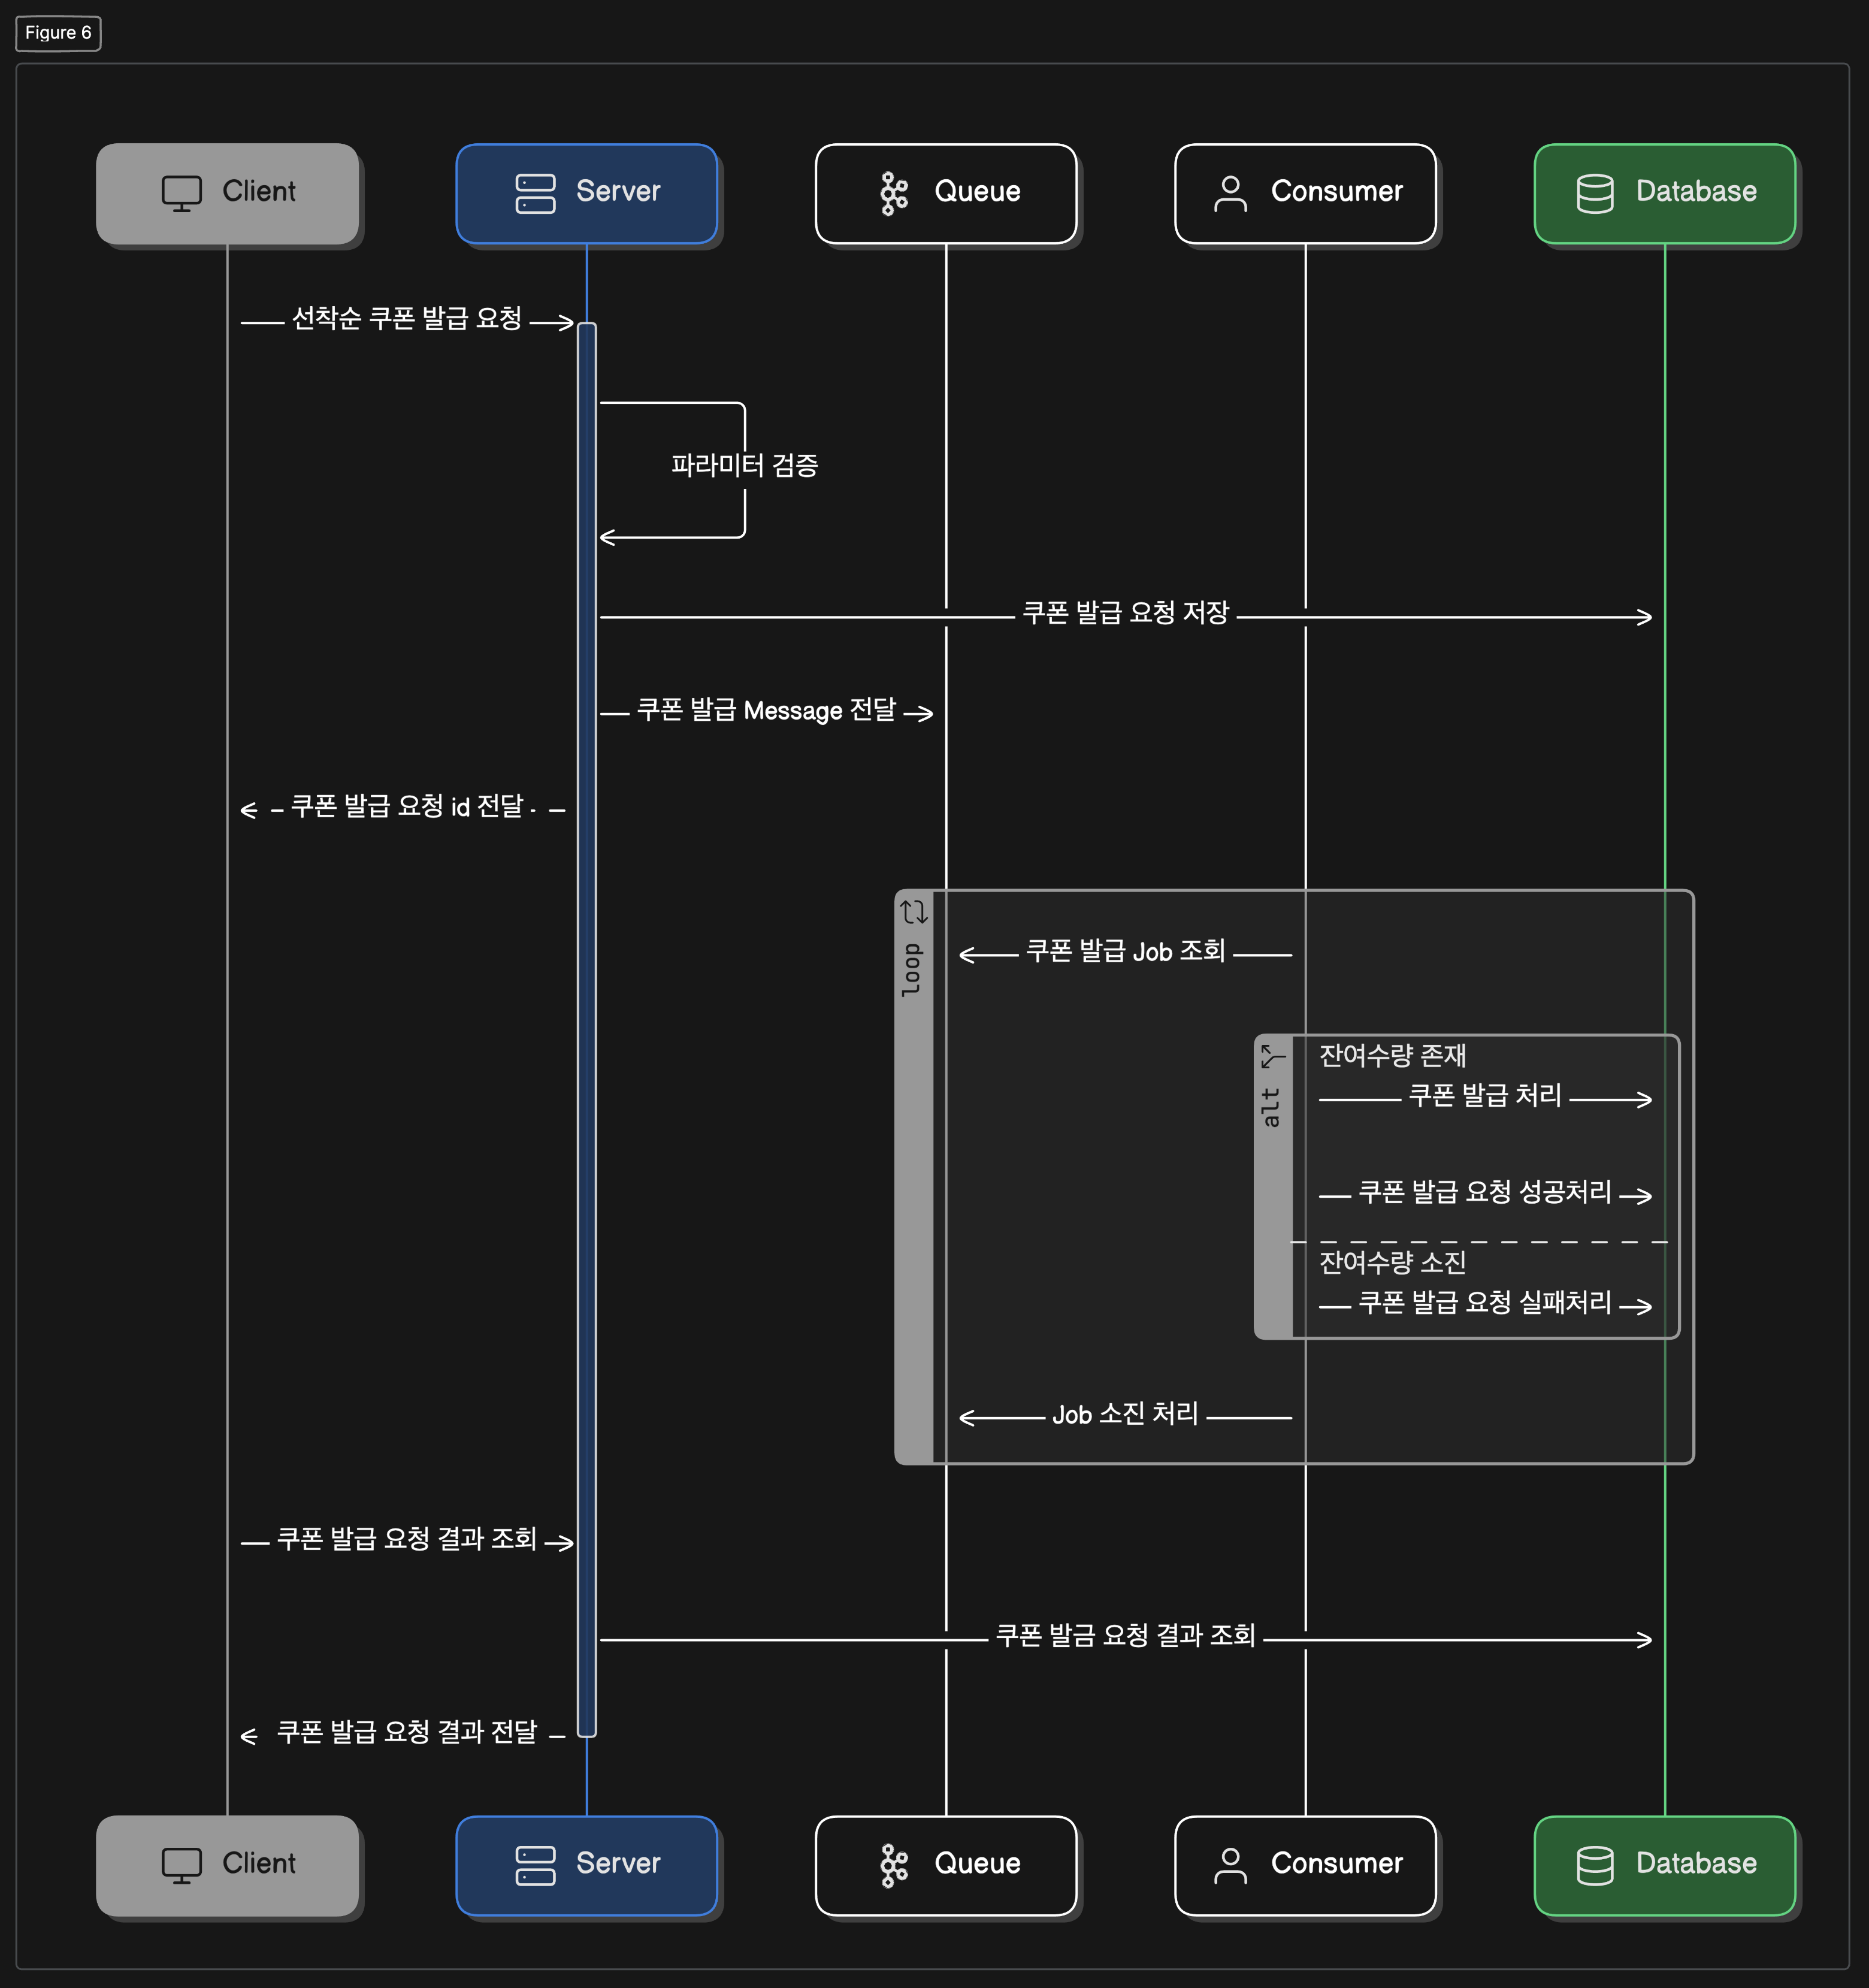 Figure 6
Client
Server
Queue
Consumer
Database
선착순 쿠폰 발급 요청
파라미터 검증
쿠폰 발급 요청 저장
쿠폰 발급 Message 전달
쿠폰 발급 요청 id 전달
loop
쿠폰 발급 Job 조회
alt
잔여수량 존재
쿠폰 발급 처리
쿠폰 발급 요청 성공처리
잔여수량 소진
쿠폰 발급 요청 실패처리
Job 소진 처리
쿠폰 발급 요청 결과 조회
쿠폰 발금 요청 결과 조회
쿠폰 발급 요청 결과 전달
Client
Server
Queue
Consumer
Database